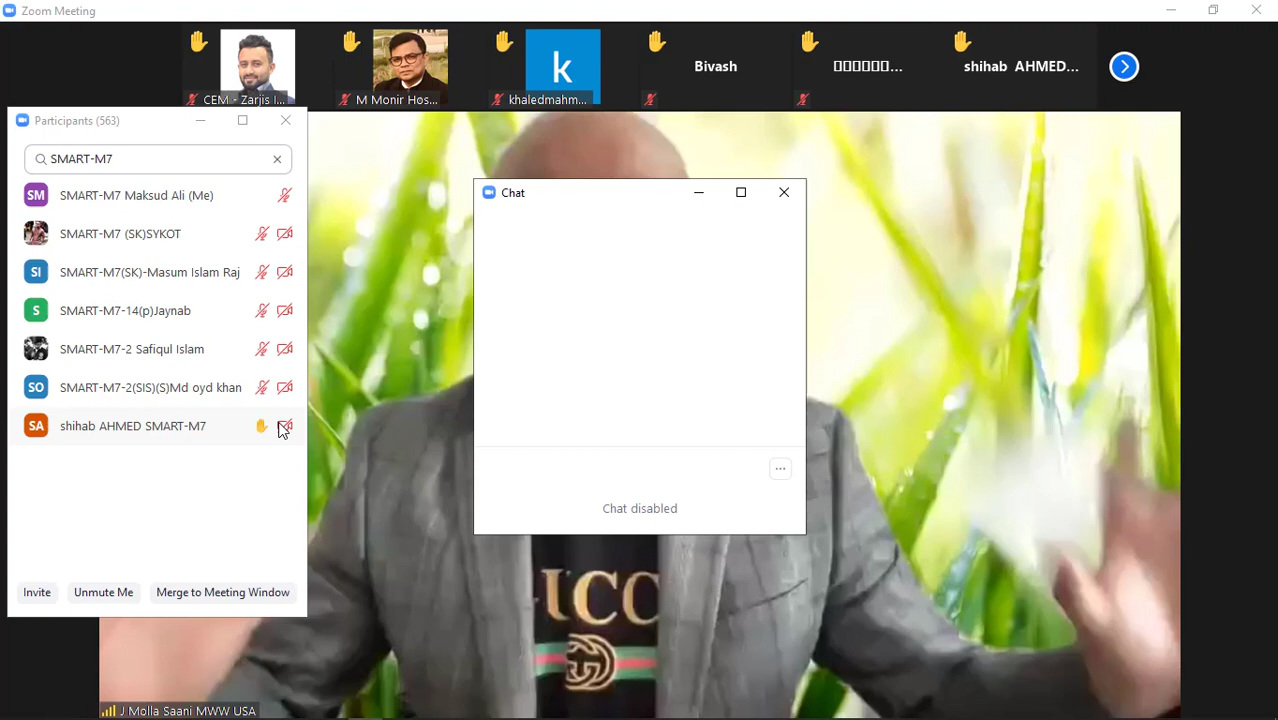 Zoom Meeting
CEM - Zarjis I...
M Monir Hos...
k
khaledmahm...
Bivash
shihab AHMED...
Participants (563)
SMART-M7
SM SMART-M7 Maksud Ali (Me)
SMART-M7 (SK)SYKOT
SI SMART-M7(SK)-Masum Islam Raj
S SMART-M7-14(p)Jaynab
SMART-M7-2 Safiqul Islam
SO SMART-M7-2(SIS)(S)Md oyd khan
SA shihab AHMED SMART-M7
Invite
Unmute Me
Merge to Meeting Window
Chat
Chat disabled
J Molla Saani MWW USA